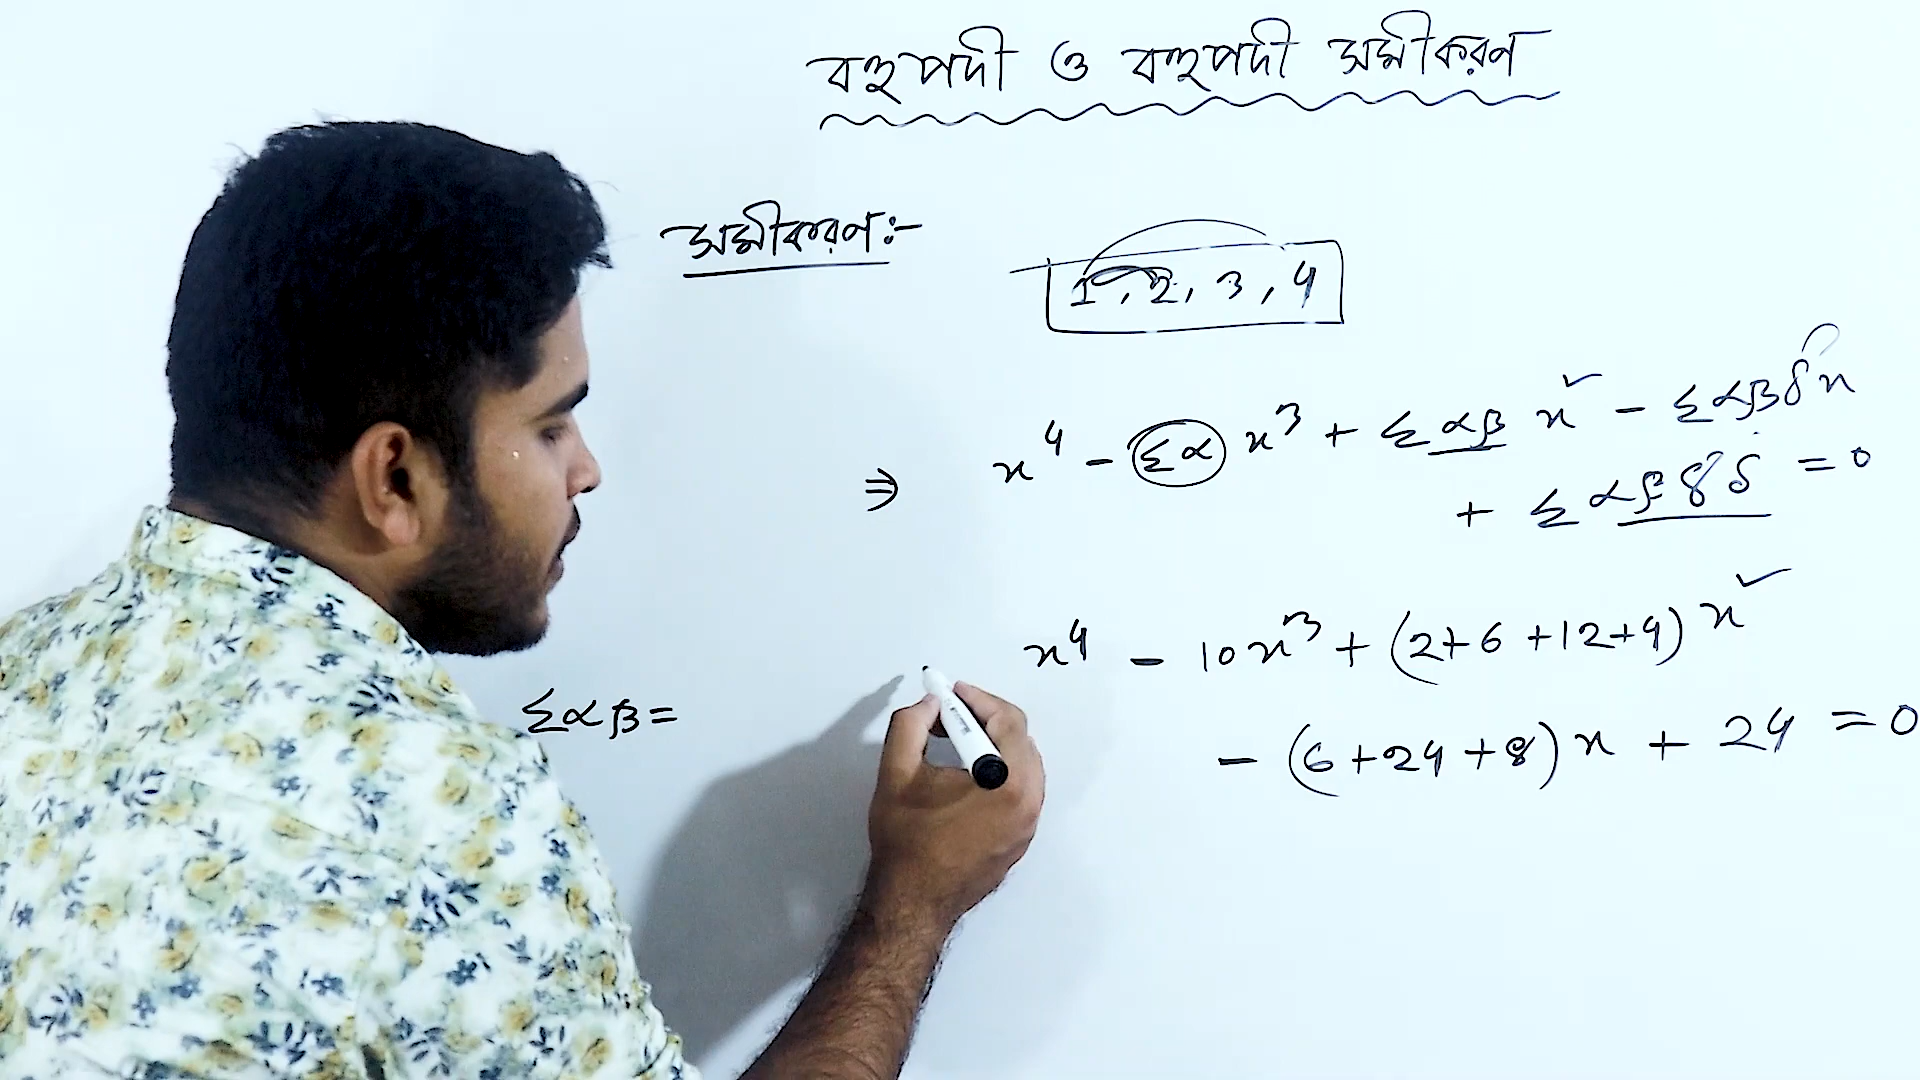 বহুপদী ও বহুপদী সমীকরণ
সমীকরণ:-
1, 2, 3, 4
⇒ x⁴ - Σα x³ + Σαβ x² - Σαβγx
+ Σαβγδ = 0
x⁴ - 10x³ + (2+6+12+4)x²
Σαβ =
- (6+24+8)x + 24 = 0